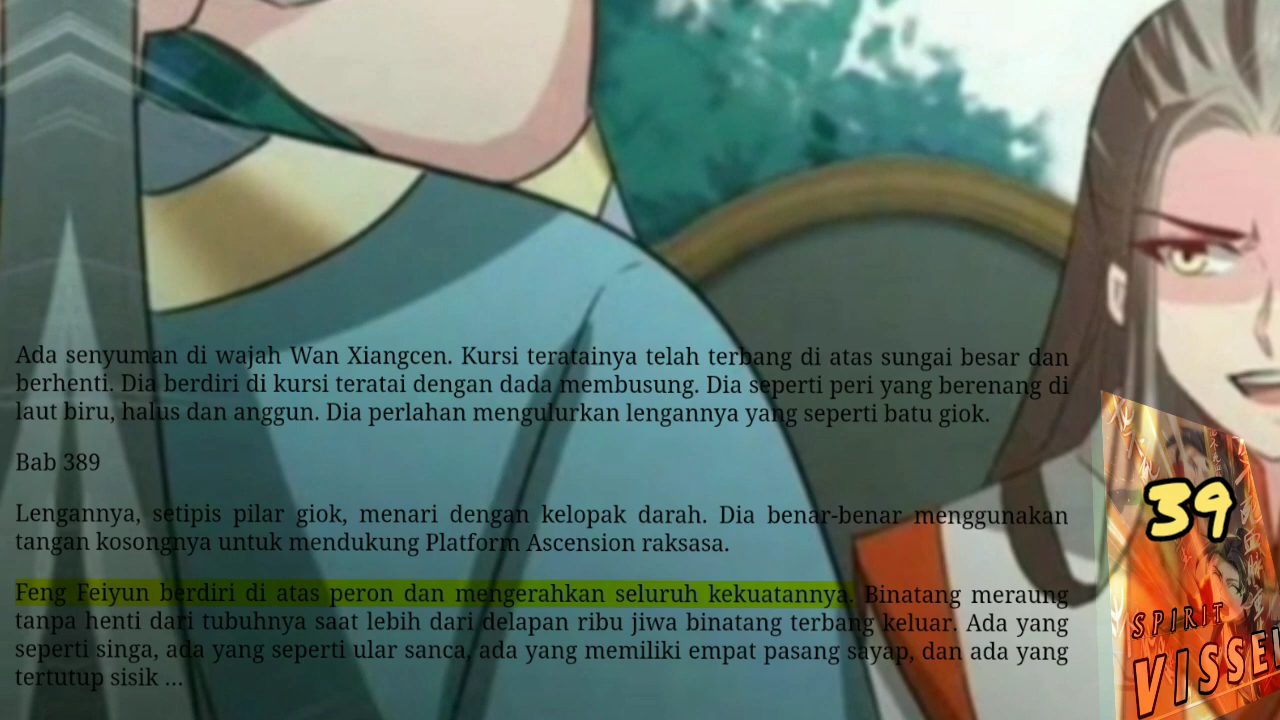 Ada senyuman di wajah Wan Xiangcen. Kursi teratainya telah terbang di atas sungai besar dan
berhenti. Dia berdiri di kursi teratai dengan dada membusung. Dia seperti peri yang berenang di
laut biru, halus dan anggun. Dia perlahan mengulurkan lengannya yang seperti batu giok.
Bab 389
Lengannya, setipis pilar giok, menari dengan kelopak darah. Dia benar-benar menggunakan
tangan kosongnya untuk mendukung Platform Ascension raksasa.
Feng Feiyun berdiri di atas peron dan mengerahkan seluruh kekuatannya. Binatang meraung
tanpa henti dari tubuhnya saat lebih dari delapan ribu jiwa binatang terbang keluar. Ada yang
seperti singa, ada yang seperti ular sanca, ada yang memiliki empat pasang sayap, dan ada yang
tertutup sisik ...
39
SPIRIT
VISSEL